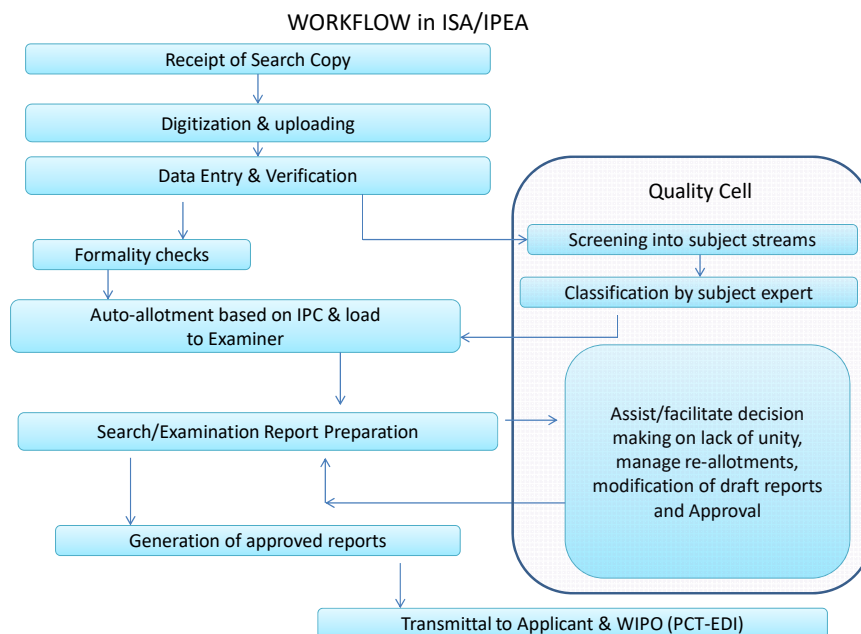 WORKFLOW in ISA/IPEA
Receipt of Search Copy
Digitization & uploading
Data Entry & Verification
Quality Cell
Screening into subject streams
Formality checks
Classification by subject expert
Auto-allotment based on IPC & load
to Examiner
Search/Examination Report Preparation
Assist/facilitate decision
making on lack of unity,
manage re-allotments,
modification of draft reports
and Approval
Generation of approved reports
Transmittal to Applicant & WIPO (PCT-EDI)